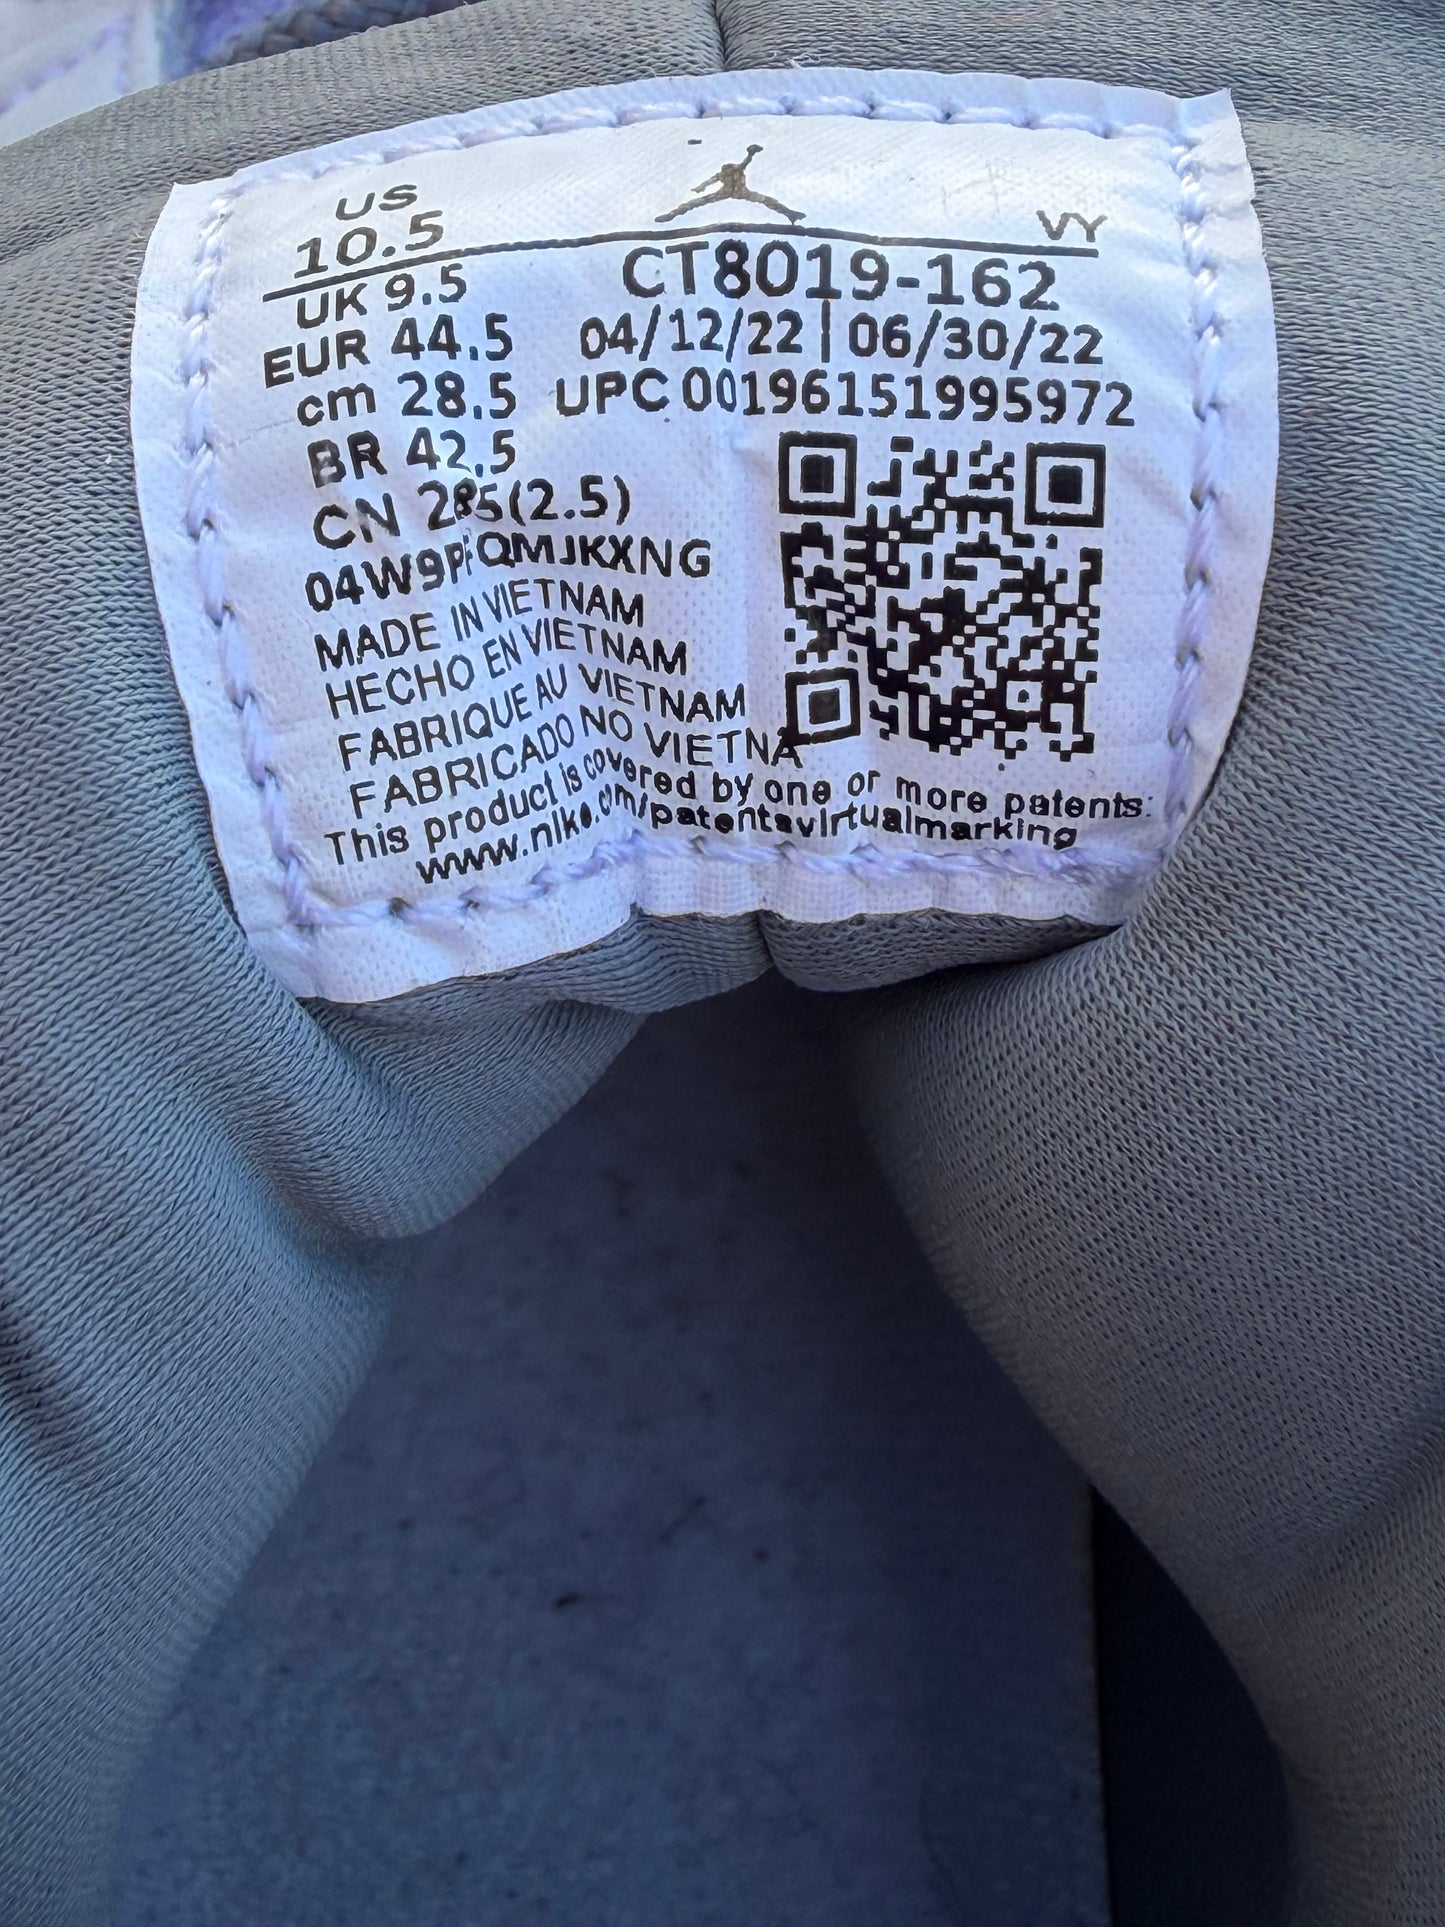 US
10.5
VY
UK 9.5
CT8019-162
EUR 44.5
04/12/22 | 06/30/22
cm 28.5
UPC 00196151995972
BR 42.5
CN 285(2.5)
MADE IN VIETNAM
HECHO EN VIETNAM
FABRIQUE AU VIETNAM
FABRICADO NO VIETNA
This product is covered by one or more patents:
www.nike.com/patentsvirtualmarking